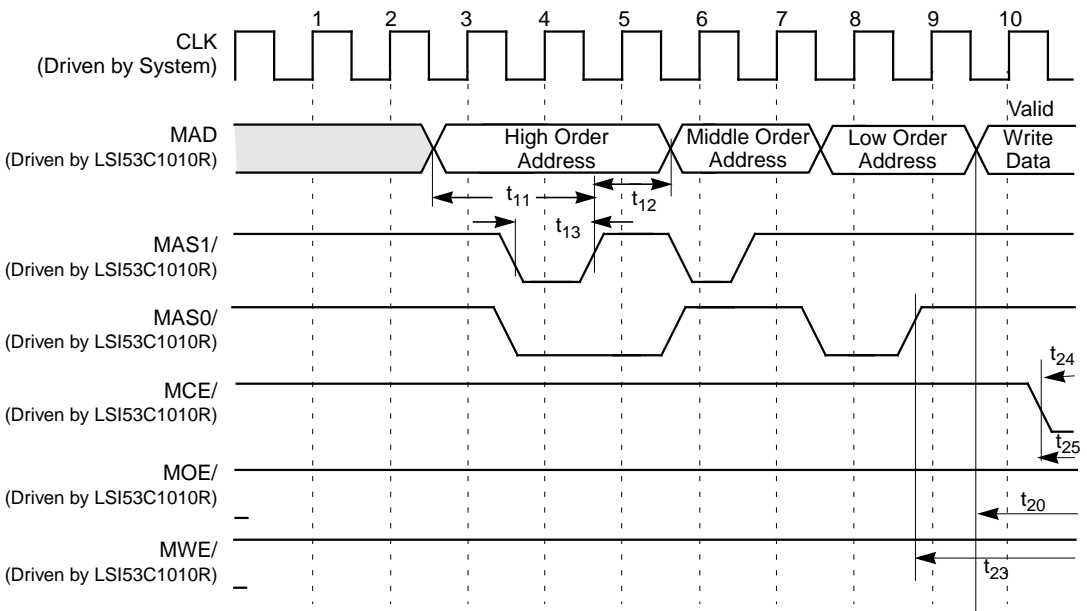 1 2 3 4 5 6 7 8 9 10
CLK
(Driven by System)
Valid
MAD
(Driven by LSI53C1010R)
High Order
Address
Middle Order
Address
Low Order
Address
Write
Data
t11
t12
t13
MAS1/
(Driven by LSI53C1010R)
MAS0/
(Driven by LSI53C1010R)
t24
MCE/
(Driven by LSI53C1010R)
t25
MOE/
(Driven by LSI53C1010R)
t20
MWE/
(Driven by LSI53C1010R)
t23